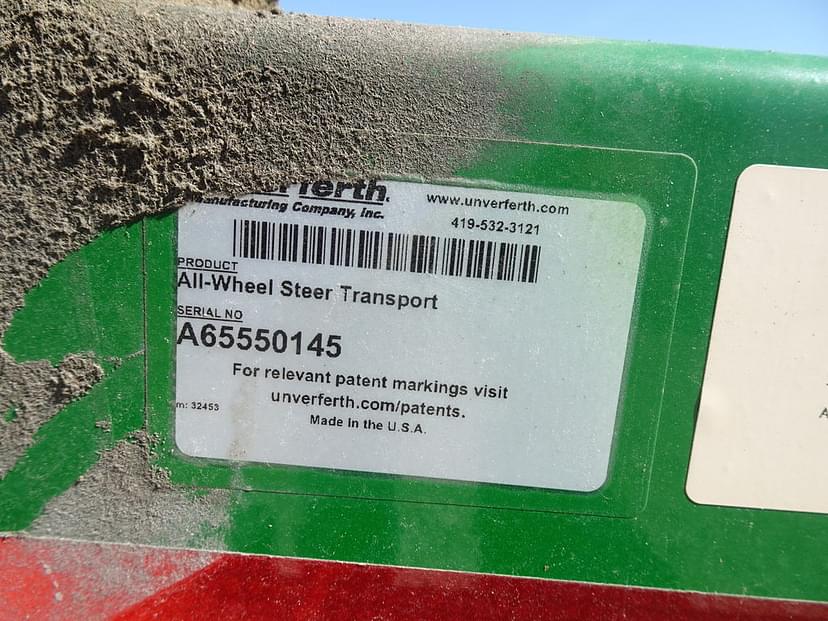 www.unverferth.com
Manufacturing Company, Inc.
419-532-3121
PRODUCT
All-Wheel Steer Transport
SERIAL NO
A65550145
For relevant patent markings visit
unverferth.com/patents.
m: 32453
Made in the U.S.A.